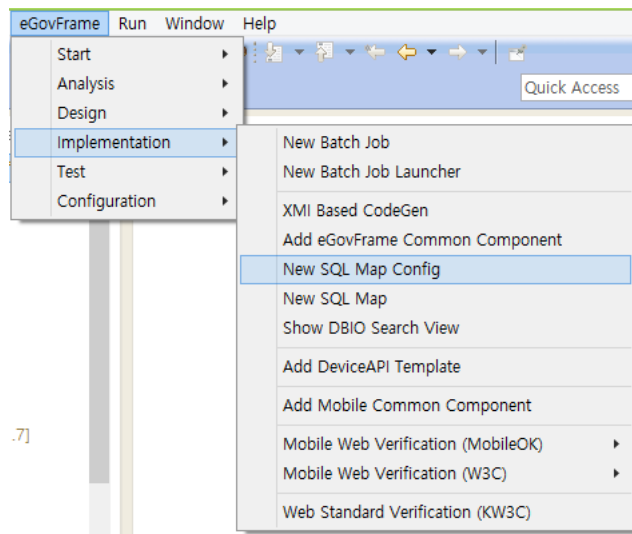 eGovFrame Run Window Help
Start
Analysis
Quick Access
Design
Implementation
New Batch Job
Test
New Batch Job Launcher
Configuration
XMI Based CodeGen
Add eGovFrame Common Component
New SQL Map Config
New SQL Map
Show DBIO Search View
Add DeviceAPI Template
Add Mobile Common Component
.7]
Mobile Web Verification (MobileOK)
Mobile Web Verification (W3C)
Web Standard Verification (KW3C)